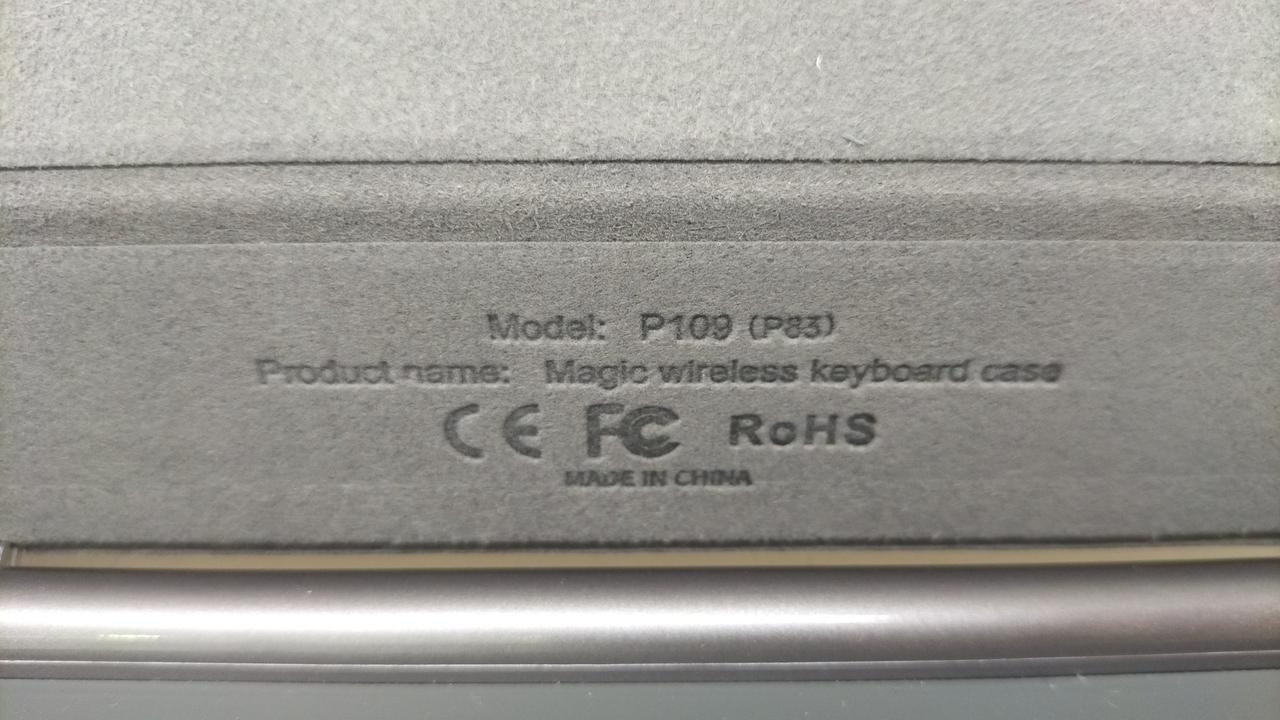 Model: P109 (P83)
Product name: Magic wireless keyboard case
CE FC RoHS
MADE IN CHINA